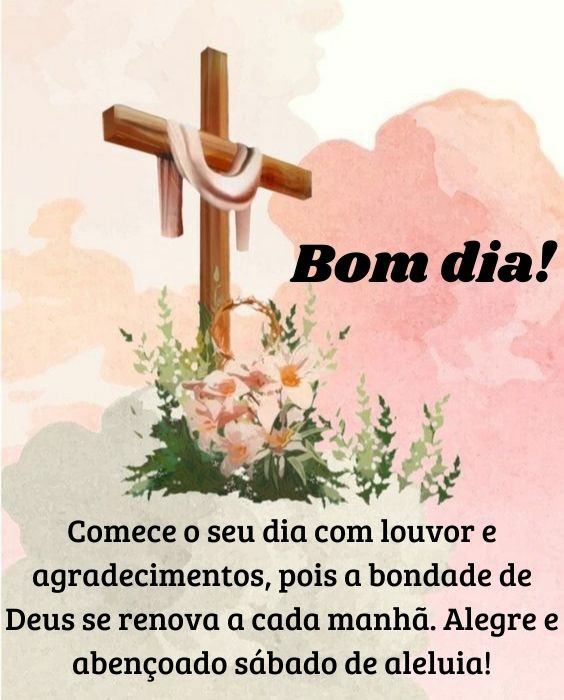 Bom dia!
Comece o seu dia com louvor e
agradecimentos, pois a bondade de
Deus se renova a cada manhã. Alegre e
abençoado sábado de aleluia!